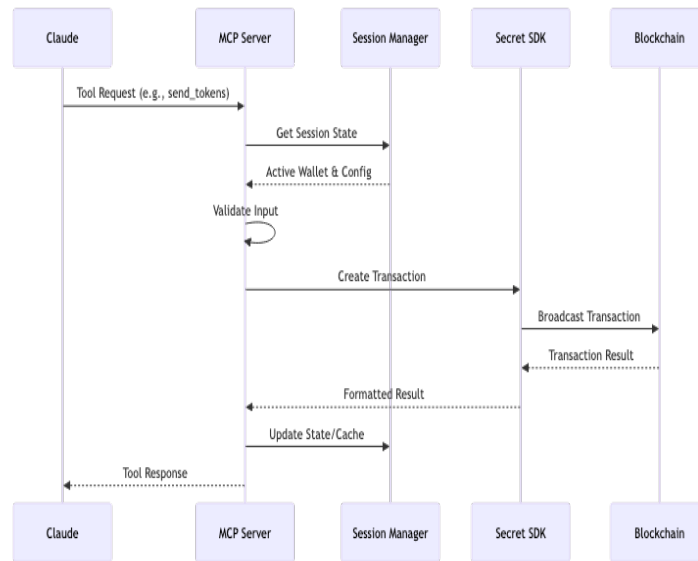 Claude
MCP Server
Session Manager
Secret SDK
Blockchain
Tool Request (e.g., send_tokens)
Get Session State
Active Wallet & Config
Validate Input
Create Transaction
Broadcast Transaction
Transaction Result
Formatted Result
Update State/Cache
Tool Response
Claude
MCP Server
Session Manager
Secret SDK
Blockchain